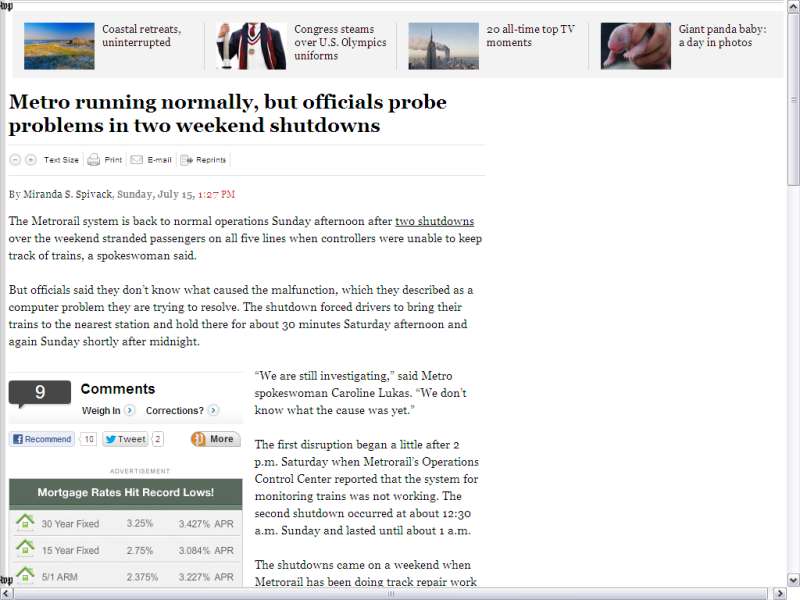 wp
Coastal retreats,
uninterrupted
Congress steams
over U.S. Olympics
uniforms
20 all-time top TV
moments
Giant panda baby:
a day in photos
Metro running normally, but officials probe
problems in two weekend shutdowns
Text Size Print E-mail Reprints
By Miranda S. Spivack, Sunday, July 15, 1:27 PM
The Metrorail system is back to normal operations Sunday afternoon after two shutdowns
over the weekend stranded passengers on all five lines when controllers were unable to keep
track of trains, a spokeswoman said.
But officials said they don't know what caused the malfunction, which they described as a
computer problem they are trying to resolve. The shutdown forced drivers to bring their
trains to the nearest station and hold there for about 30 minutes Saturday afternoon and
again Sunday shortly after midnight.
9 Comments
Weigh In Corrections?
Recommend 10 Tweet 2 More
ADVERTISEMENT
Mortgage Rates Hit Record Lows!
30 Year Fixed 3.25% 3.427% APR
15 Year Fixed 2.75% 3.084% APR
5/1 ARM 2.375% 3.227% APR
“We are still investigating,” said Metro
spokeswoman Caroline Lukas. “We don't
know what the cause was yet.”
The first disruption began a little after 2
p.m. Saturday when Metrorail's Operations
Control Center reported that the system for
monitoring trains was not working. The
second shutdown occurred at about 12:30
a.m. Sunday and lasted until about 1 a.m.
The shutdowns came on a weekend when
Metrorail has been doing track repair work
wp